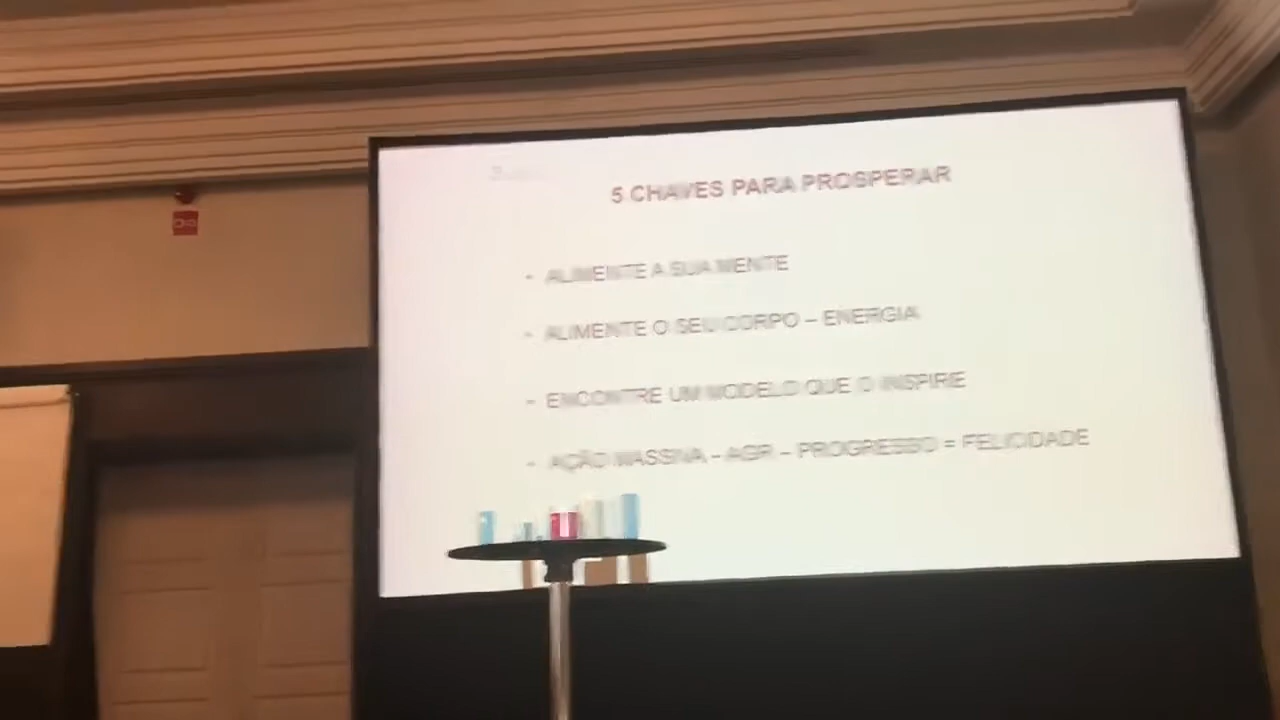 5 CHAVES PARA PROSPERAR
- ALIMENTE A SUA MENTE
- ALIMENTE O SEU CORPO – ENERGIA
- ENCONTRE UM MODELO QUE O INSPIRE
- AÇÃO MASSIVA – AGIR – PROGRESSO = FELICIDADE